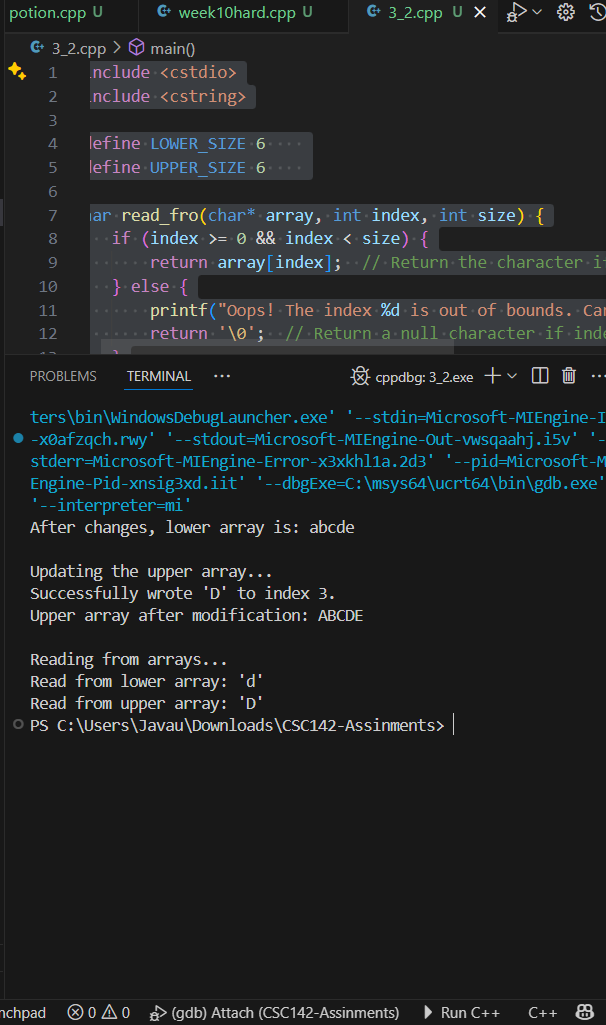 potion.cpp U week10hard.cpp U 3_2.cpp U
3_2.cpp > main()
1 nclude <cstdio>
2 nclude <cstring>
3
4 define LOWER_SIZE 6
5 define UPPER_SIZE 6
6
7 ar read_fro(char* array, int index, int size) {
8 if (index >= 0 && index < size) {
9 return array[index]; // Return the character i
10 } else {
11 printf("Oops! The index %d is out of bounds. Ca
12 return '\0'; // Return a null character if inde
13 }
PROBLEMS TERMINAL ··· cppdbg: 3_2.exe
ters\bin\WindowsDebugLauncher.exe' '--stdin=Microsoft-MIEngine-I
-x0afzqch.rwy' '--stdout=Microsoft-MIEngine-Out-vwsqaahj.i5v' '-
stderr=Microsoft-MIEngine-Error-x3xkhl1a.2d3' '--pid=Microsoft-M
Engine-Pid-xnsig3xd.iit' '--dbgExe=C:\msys64\ucrt64\bin\gdb.exe'
'--interpreter=mi'
After changes, lower array is: abcde
Updating the upper array...
Successfully wrote 'D' to index 3.
Upper array after modification: ABCDE
Reading from arrays...
Read from lower array: 'd'
Read from upper array: 'D'
PS C:\Users\Javau\Downloads\CSC142-Assinments>
nchpad 0 0 (gdb) Attach (CSC142-Assinments) Run C++ C++